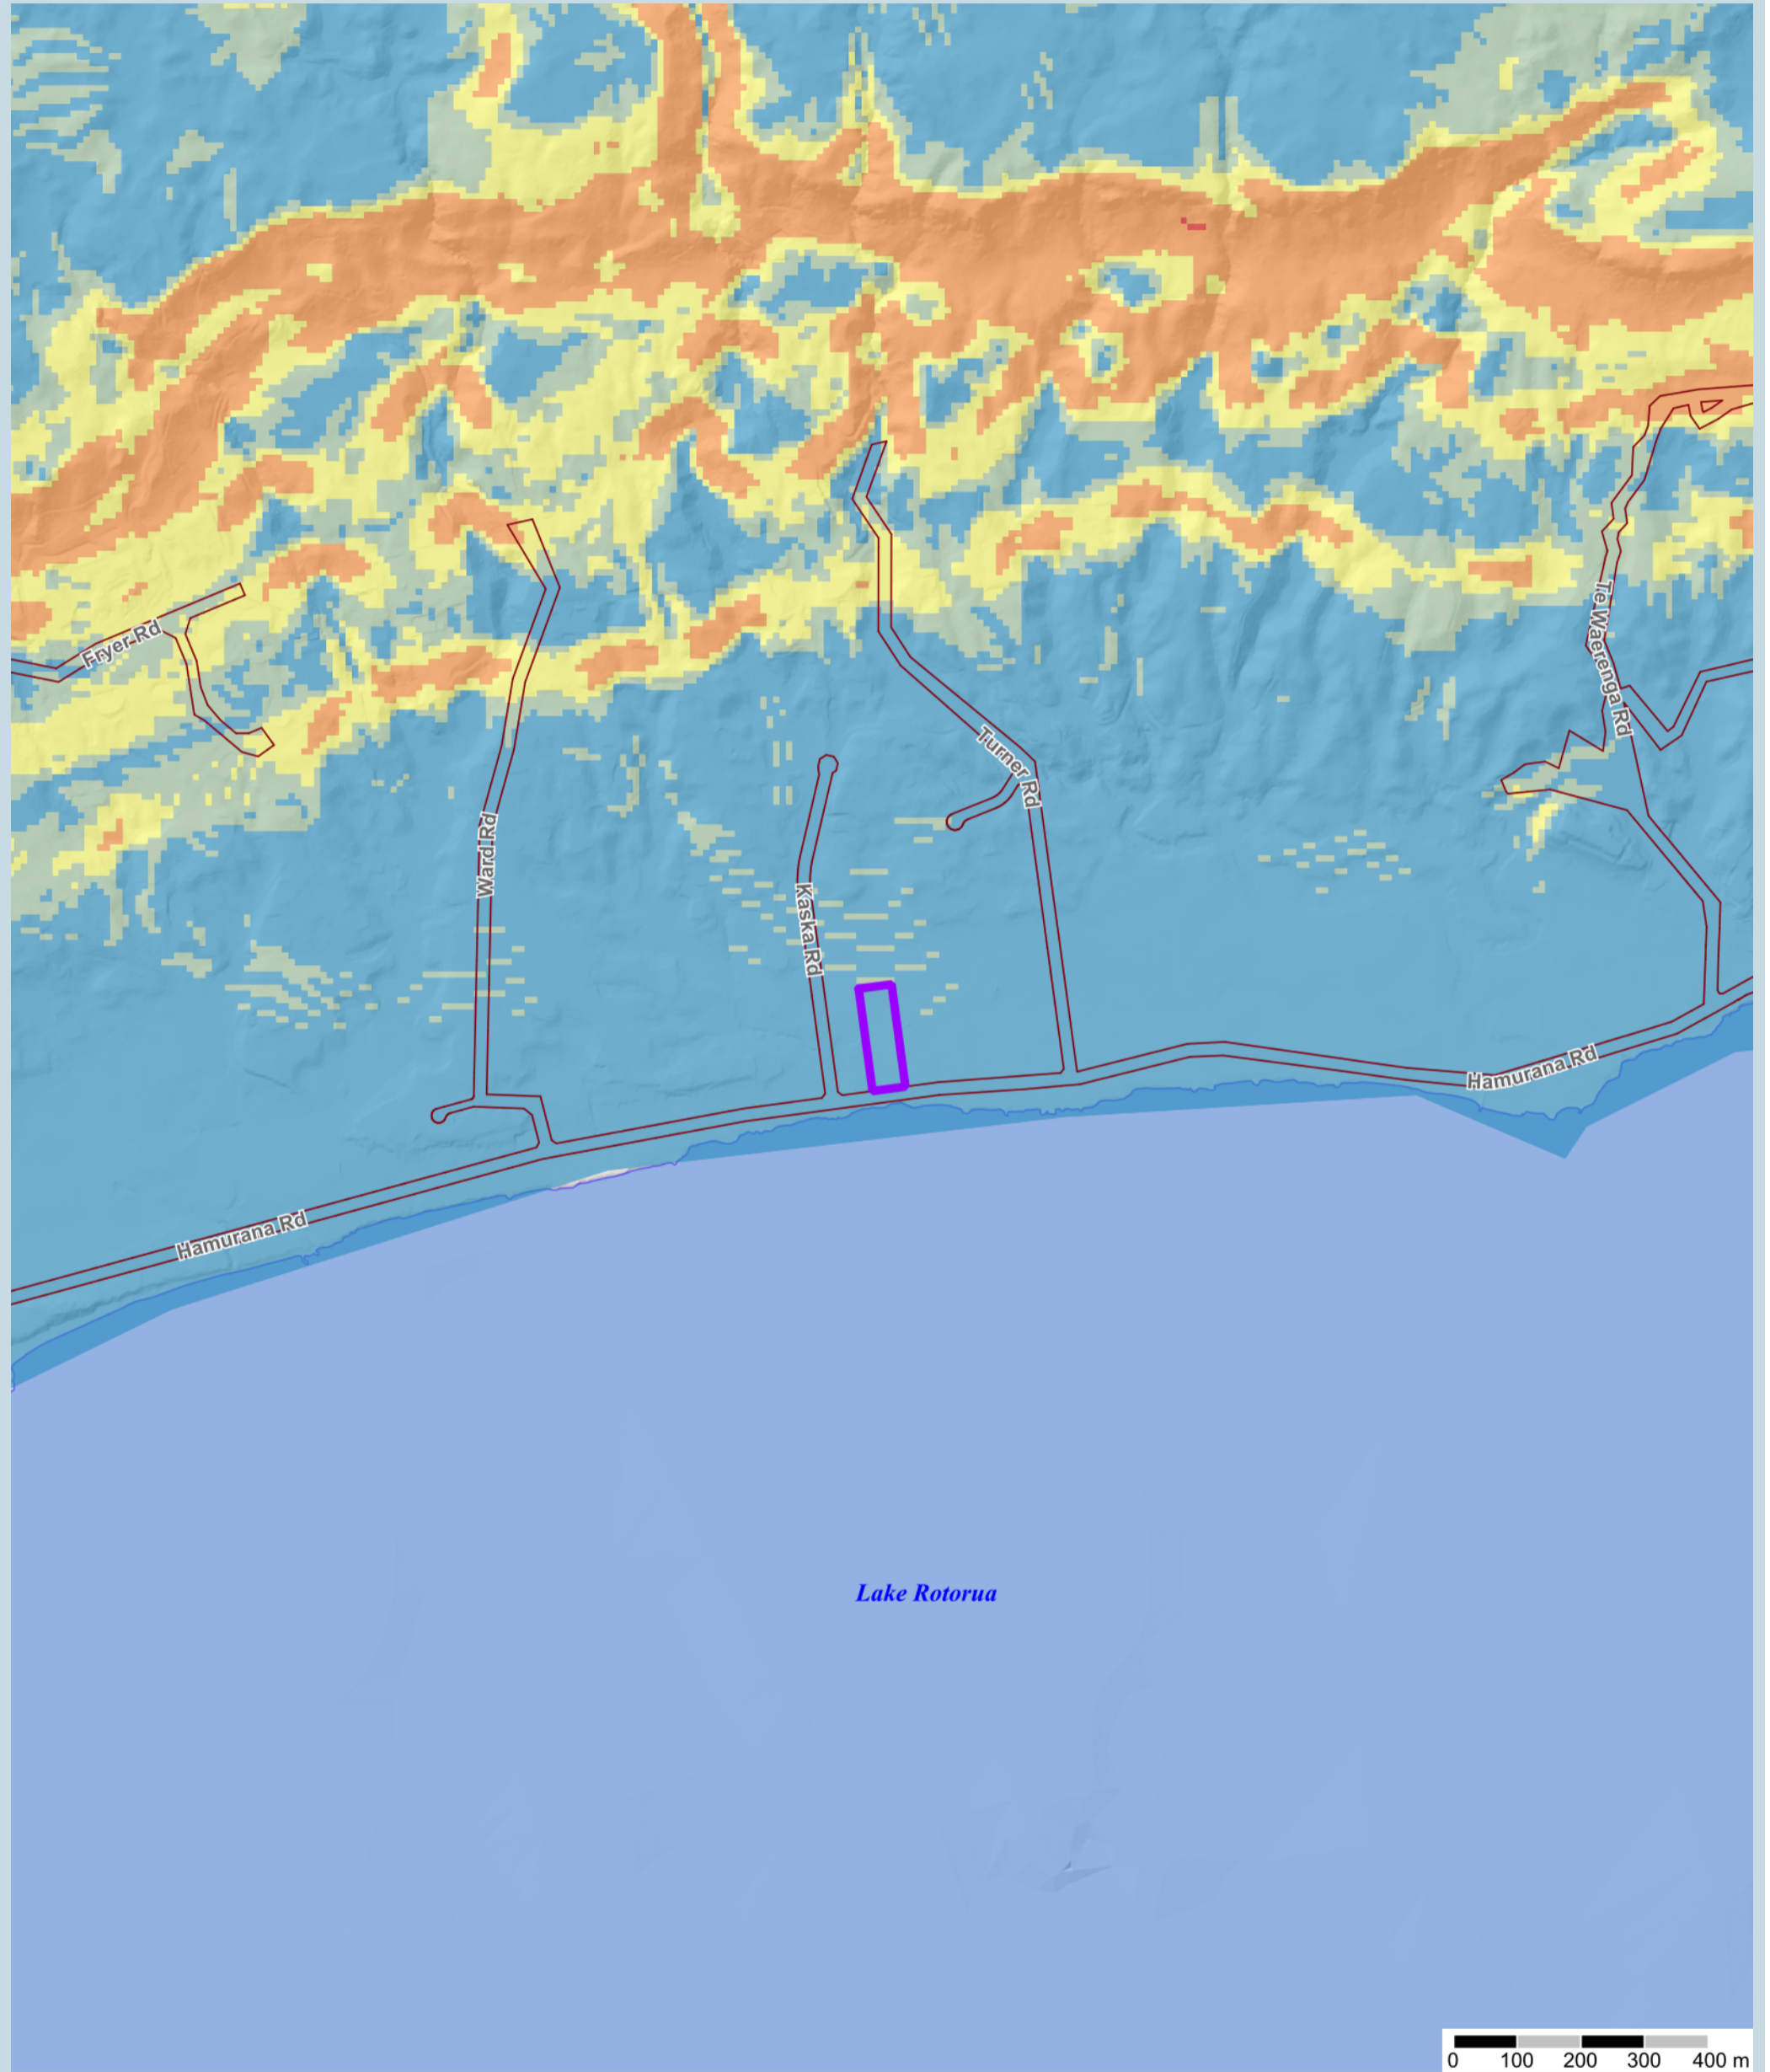 Fryer Rd
Te Waerenga Rd
Turner Rd
Ward Rd
Kaska Rd
Hamurana Rd
Hamurana Rd
Lake Rotorua
0 100 200 300 400 m